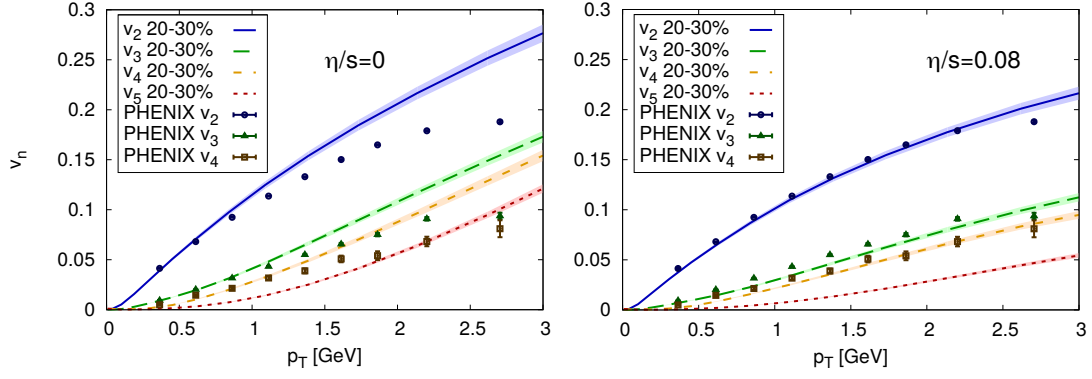 0.3
0.25
0.2
0.15
0.1
0.05
0
v_n
v₂ 20-30%
v₃ 20-30%
v₄ 20-30%
v₅ 20-30%
PHENIX v₂
PHENIX v₃
PHENIX v₄
η/s=0
0 0.5 1 1.5 2 2.5 3
p_T [GeV]
0.3
0.25
0.2
0.15
0.1
0.05
0
v₂ 20-30%
v₃ 20-30%
v₄ 20-30%
v₅ 20-30%
PHENIX v₂
PHENIX v₃
PHENIX v₄
η/s=0.08
0 0.5 1 1.5 2 2.5 3
p_T [GeV]